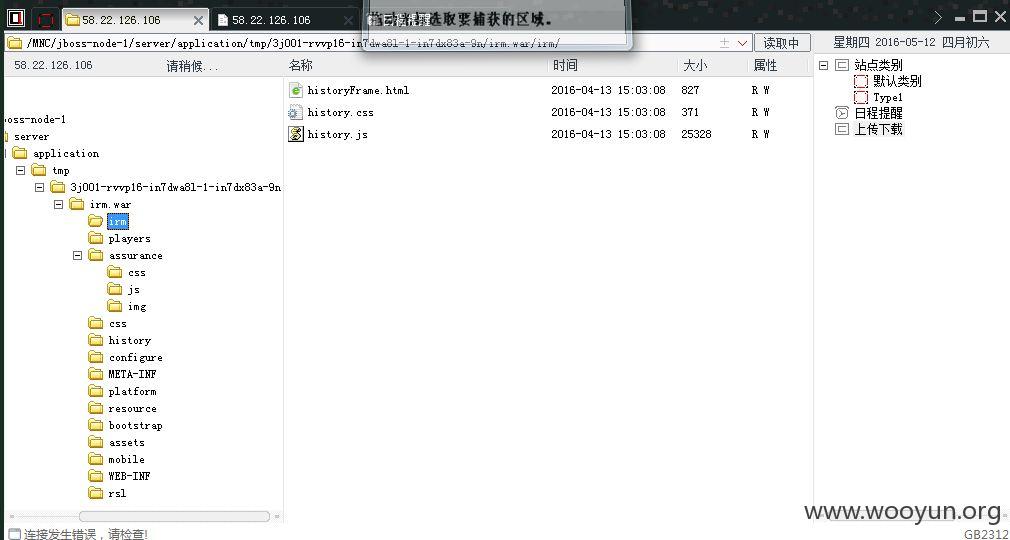 58.22.126.106
58.22.126.106
选取要捕获的区域。
/MNC/jboss-node-1/server/application/tmp/3j001-rvvp16-in7dwa8l-1-in7dx83a-9n/irm.war/irm/
读取中
星期四 2016-05-12 四月初六
58.22.126.106
请稍候...
名称 时间 大小 属性
historyFrame.html 2016-04-13 15:03:08 827 R W
history.css 2016-04-13 15:03:08 371 R W
history.js 2016-04-13 15:03:08 25328 R W
站点类别
默认类别
Type1
日程提醒
上传下载
boss-node-1
server
application
tmp
3j001-rvvp16-in7dwa8l-1-in7dx83a-9n
irm.war
irm
players
assurance
css
js
img
css
history
configure
META-INF
platform
resource
bootstrap
assets
mobile
WEB-INF
rsl
www.wooyun.org
连接发生错误，请检查!
GB2312